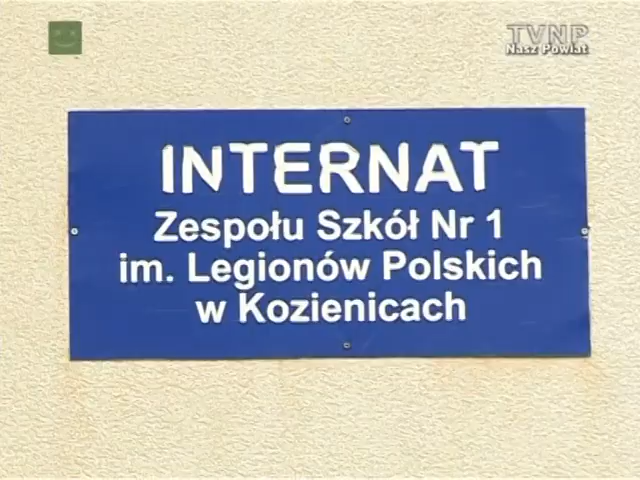 TVNP
Nasz Powiat
INTERNAT
Zespołu Szkół Nr 1
im. Legionów Polskich
w Kozienicach